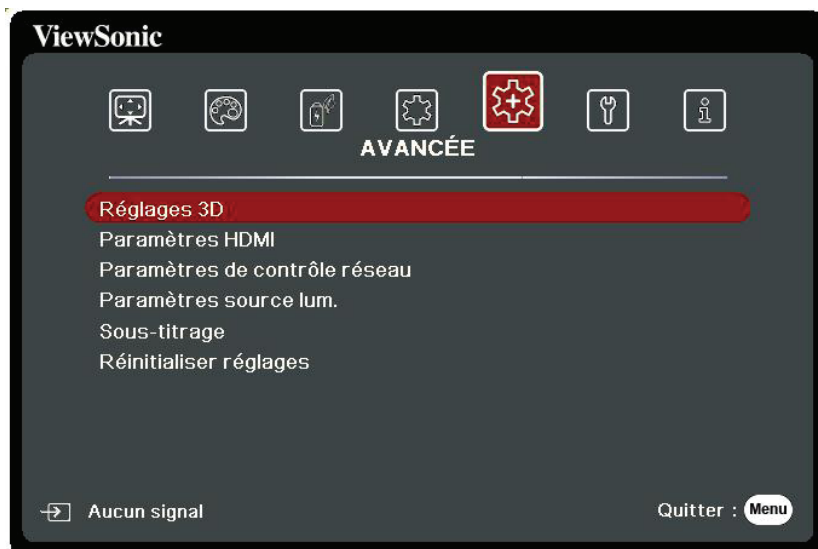 ViewSonic
AVANCÉE
Réglages 3D
Paramètres HDMI
Paramètres de contrôle réseau
Paramètres source lum.
Sous-titrage
Réinitialiser réglages
Aucun signal
Quitter : Menu